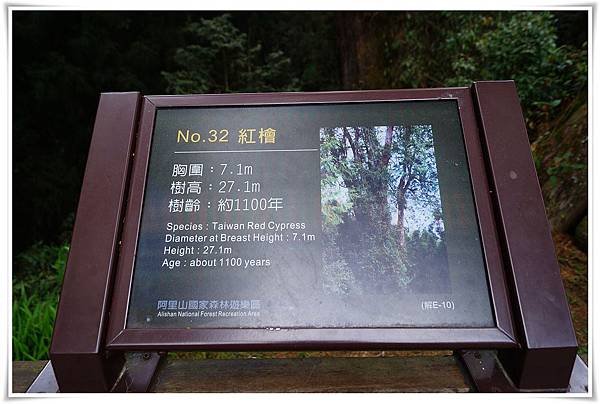 No.32 紅檜
胸圍：7.1m
樹高：27.1m
樹齡：約1100年
Species : Taiwan Red Cypress
Diameter at Breast Height : 7.1m
Height : 27.1m
Age : about 1100 years
阿里山國家森林遊樂區
Alishan National Forest Recreation Area
(解E-10)